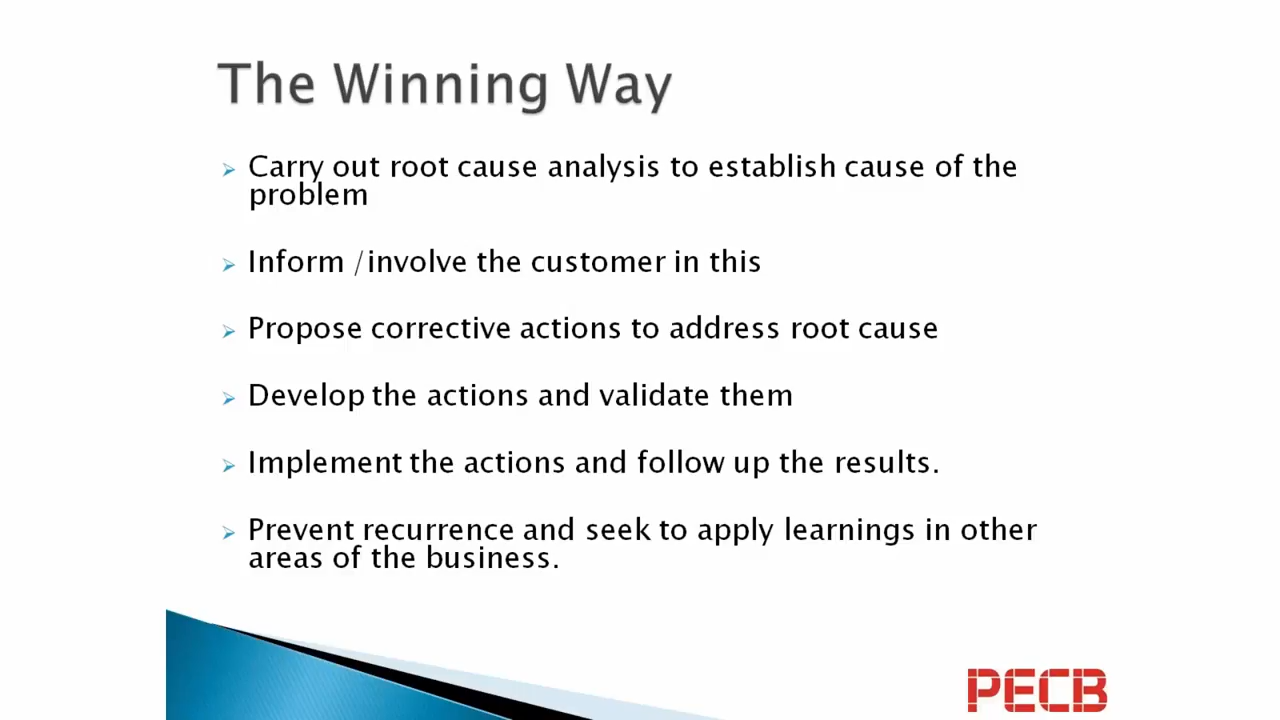 The Winning Way
Carry out root cause analysis to establish cause of the
problem
Inform /involve the customer in this
Propose corrective actions to address root cause
Develop the actions and validate them
Implement the actions and follow up the results.
Prevent recurrence and seek to apply learnings in other
areas of the business.
PECB